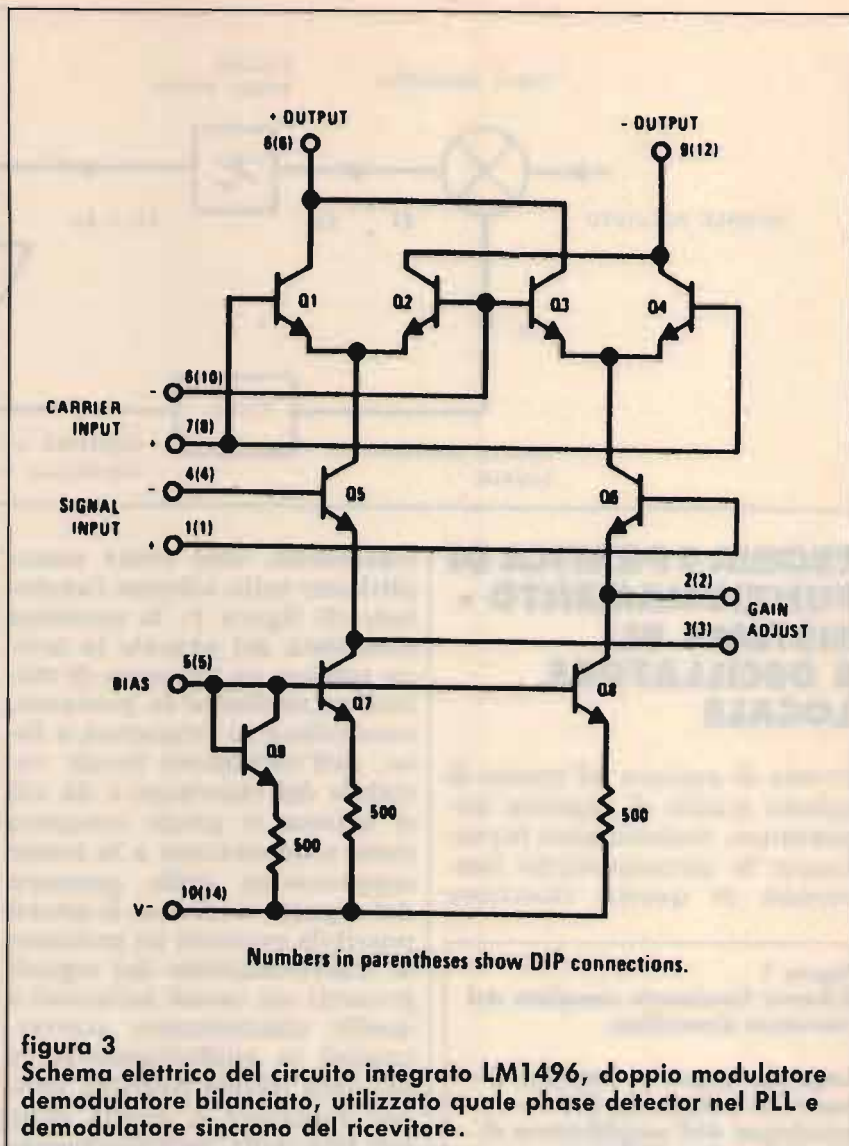 + OUTPUT
6(6)
- OUTPUT
9(12)
Q1
Q2
Q3
Q4
- 8(10)
CARRIER INPUT
+ 7(8)
- 4(4)
SIGNAL INPUT
+ 1(1)
Q5
Q6
2(2)
GAIN ADJUST
3(3)
BIAS
5(5)
Q7
Q8
Q9
500
500
500
V-
10(14)
Numbers in parentheses show DIP connections.
figura 3
Schema elettrico del circuito integrato LM1496, doppio modulatore
demodulatore bilanciato, utilizzato quale phase detector nel PLL e
demodulatore sincrono del ricevitore.